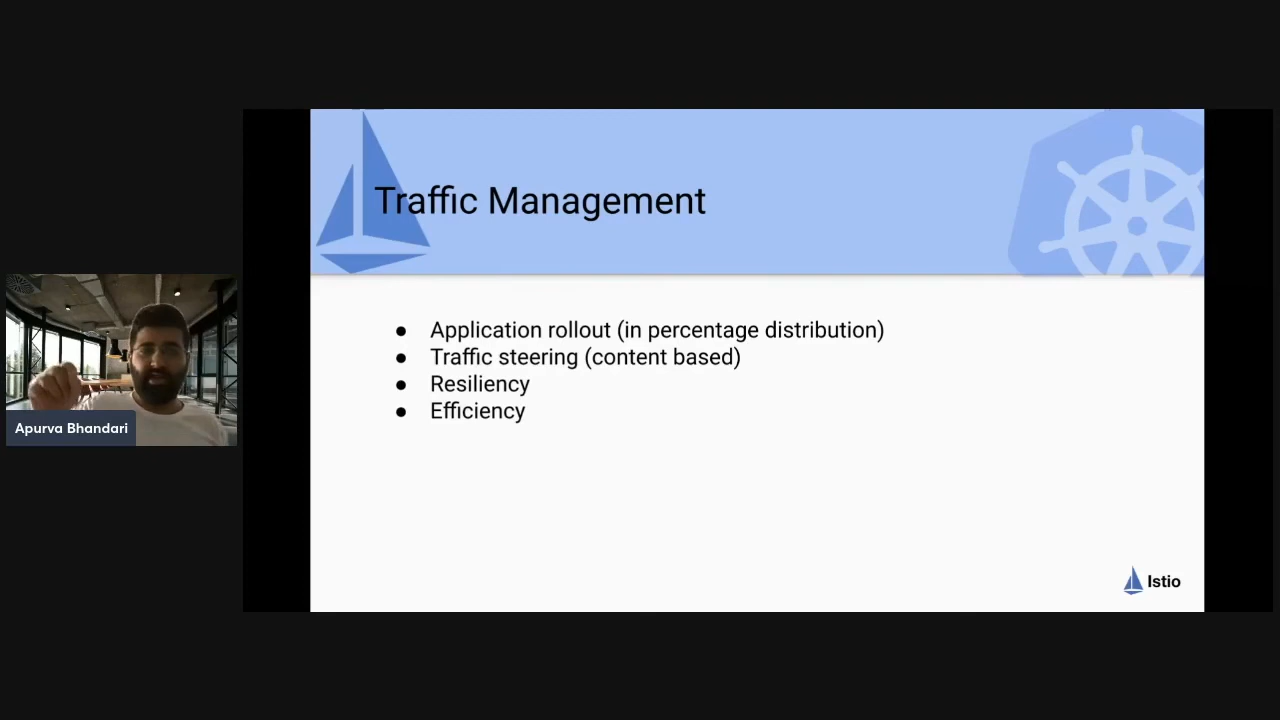 Traffic Management
● Application rollout (in percentage distribution)
● Traffic steering (content based)
● Resiliency
● Efficiency
Apurva Bhandari
Istio